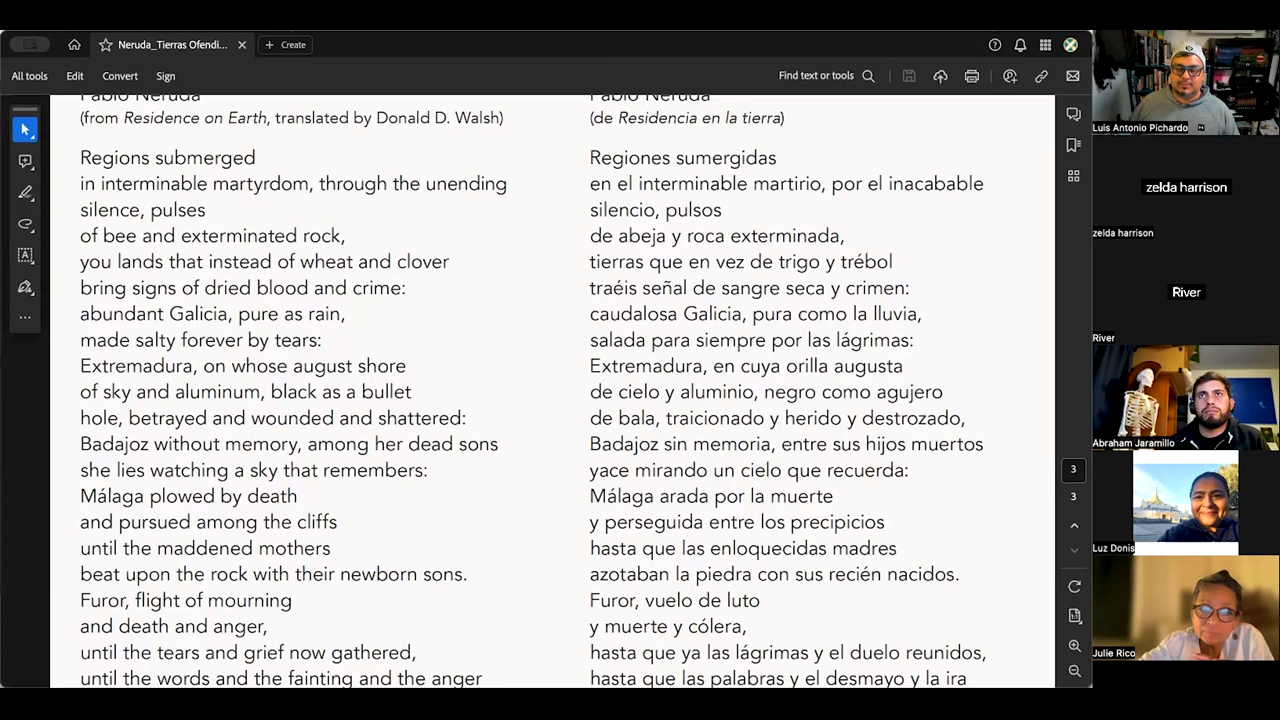 Neruda_Tierras Ofendi...
Create
All tools
Edit
Convert
Sign
Find text or tools
Pablo Neruda
(from Residence on Earth, translated by Donald D. Walsh)
Regions submerged
in interminable martyrdom, through the unending
silence, pulses
of bee and exterminated rock,
you lands that instead of wheat and clover
bring signs of dried blood and crime:
abundant Galicia, pure as rain,
made salty forever by tears:
Extremadura, on whose august shore
of sky and aluminum, black as a bullet
hole, betrayed and wounded and shattered:
Badajoz without memory, among her dead sons
she lies watching a sky that remembers:
Málaga plowed by death
and pursued among the cliffs
until the maddened mothers
beat upon the rock with their newborn sons.
Furor, flight of mourning
and death and anger,
until the tears and grief now gathered,
until the words and the fainting and the anger
Pablo Neruda
(de Residencia en la tierra)
Regiones sumergidas
en el interminable martirio, por el inacabable
silencio, pulsos
de abeja y roca exterminada,
tierras que en vez de trigo y trébol
traéis señal de sangre seca y crimen:
caudalosa Galicia, pura como la lluvia,
salada para siempre por las lágrimas:
Extremadura, en cuya orilla augusta
de cielo y aluminio, negro como agujero
de bala, traicionado y herido y destrozado,
Badajoz sin memoria, entre sus hijos muertos
yace mirando un cielo que recuerda:
Málaga arada por la muerte
y perseguida entre los precipicios
hasta que las enloquecidas madres
azotaban la piedra con sus recién nacidos.
Furor, vuelo de luto
y muerte y cólera,
hasta que ya las lágrimas y el duelo reunidos,
hasta que las palabras y el desmayo y la ira
3
3
Luis Antonio Pichardo
zelda harrison
zelda harrison
River
River
Abraham Jaramillo
Luz Donis
Julie Rico